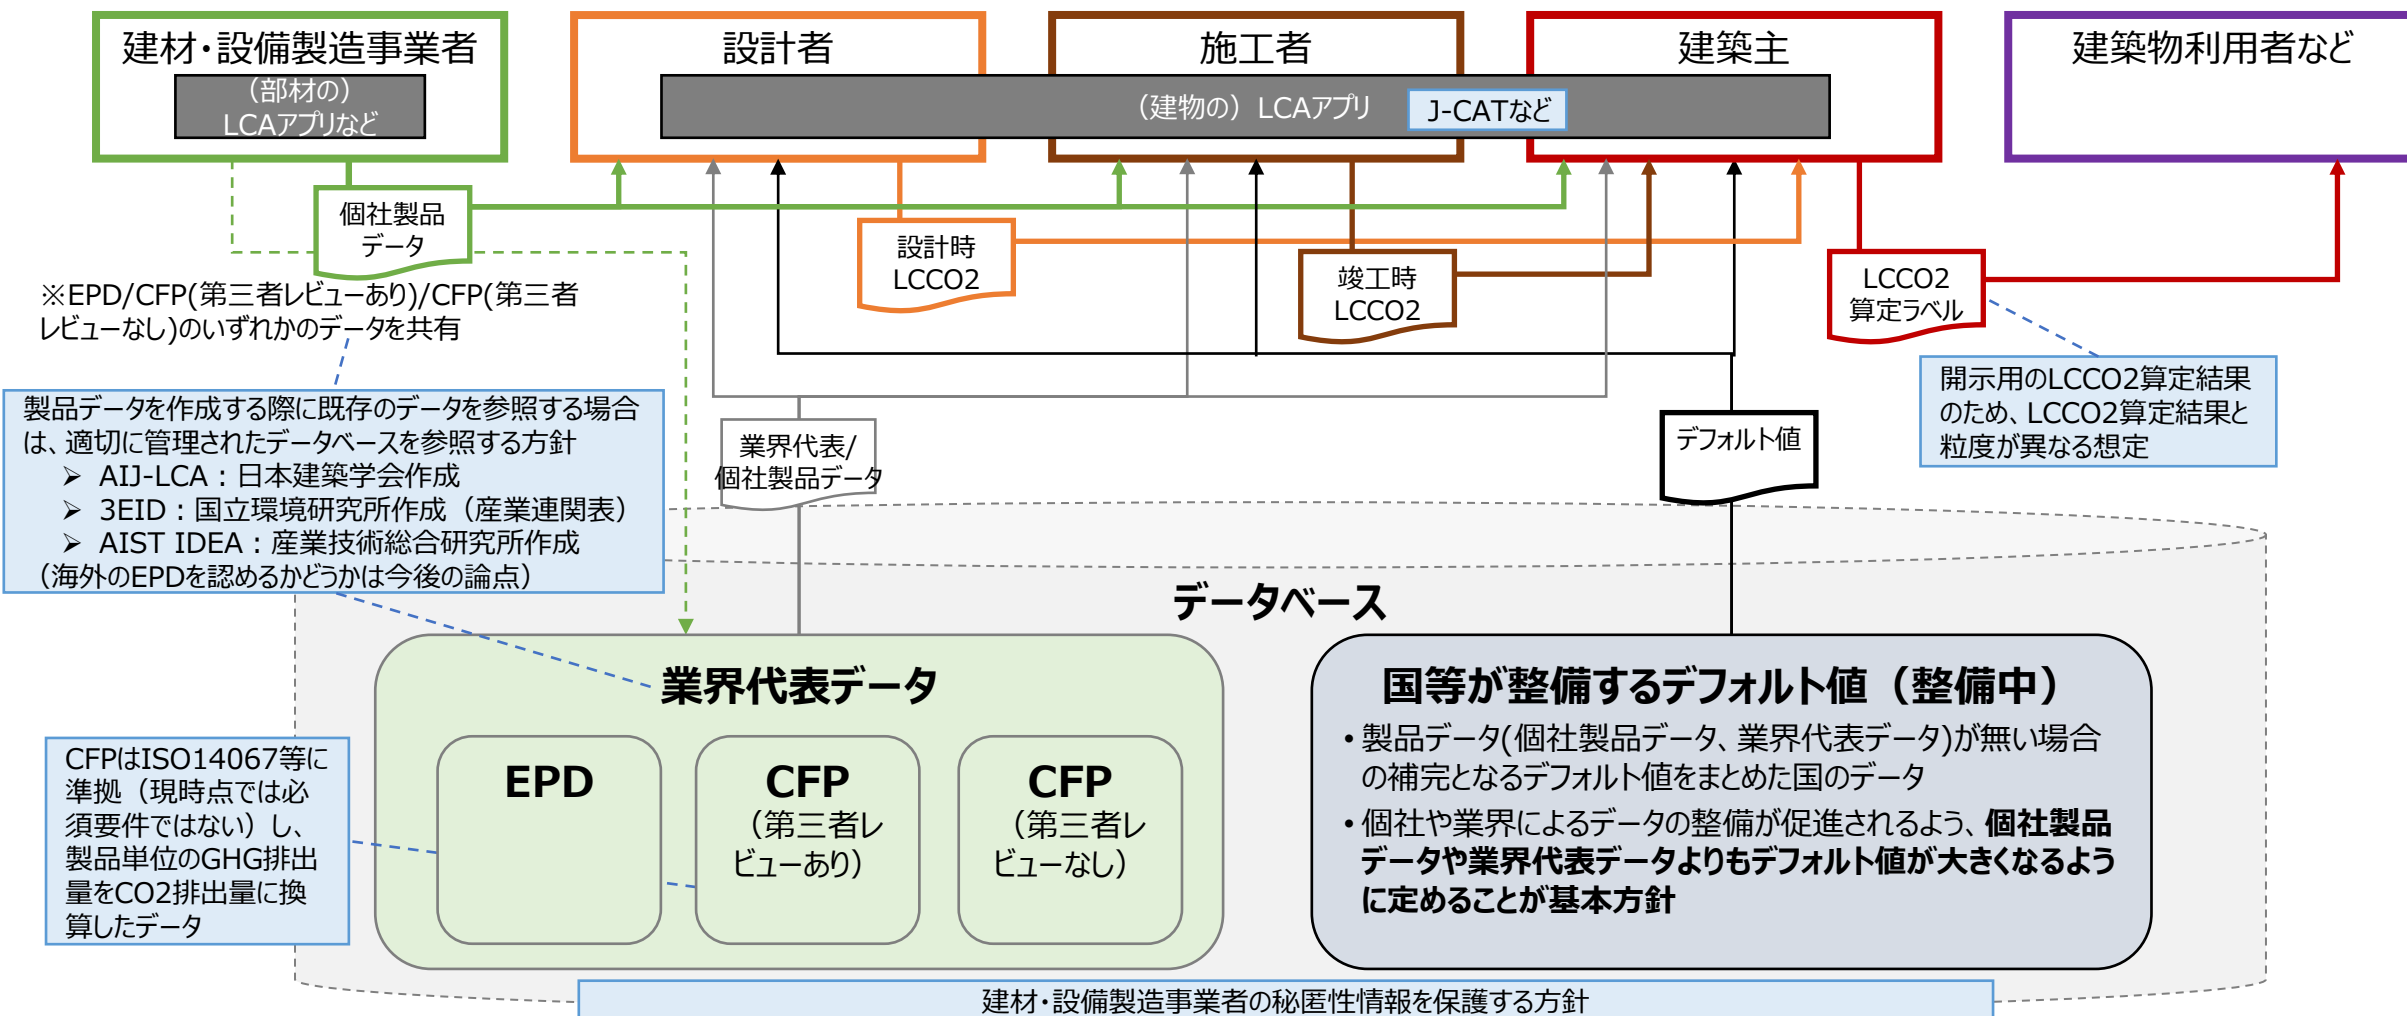 建材・設備製造事業者
（部材の）
LCAアプリなど
設計者
施工者
建築主
建築物利用者など
（建物の）LCAアプリ
J-CATなど
個社製品
データ
設計時
LCCO2
竣工時
LCCO2
LCCO2
算定ラベル
※EPD/CFP(第三者レビューあり)/CFP(第三者
レビューなし)のいずれかのデータを共有
開示用のLCCO2算定結果
のため、LCCO2算定結果と
粒度が異なる想定
製品データを作成する際に既存のデータを参照する場合
は、適切に管理されたデータベースを参照する方針
➢ AIJ-LCA：日本建築学会作成
➢ 3EID：国立環境研究所作成（産業連関表）
➢ AIST IDEA：産業技術総合研究所作成
（海外のEPDを認めるかどうかは今後の論点）
業界代表/
個社製品データ
デフォルト値
データベース
業界代表データ
EPD
CFP
（第三者レ
ビューあり）
CFP
（第三者レ
ビューなし）
CFPはISO14067等に
準拠（現時点では必
須要件ではない）し、
製品単位のGHG排出
量をCO2排出量に換
算したデータ
国等が整備するデフォルト値（整備中）
・製品データ(個社製品データ、業界代表データ)が無い場合
の補完となるデフォルト値をまとめた国のデータ
・個社や業界によるデータの整備が促進されるよう、個社製品
データや業界代表データよりもデフォルト値が大きくなるよう
に定めることが基本方針
建材・設備製造事業者の秘匿性情報を保護する方針